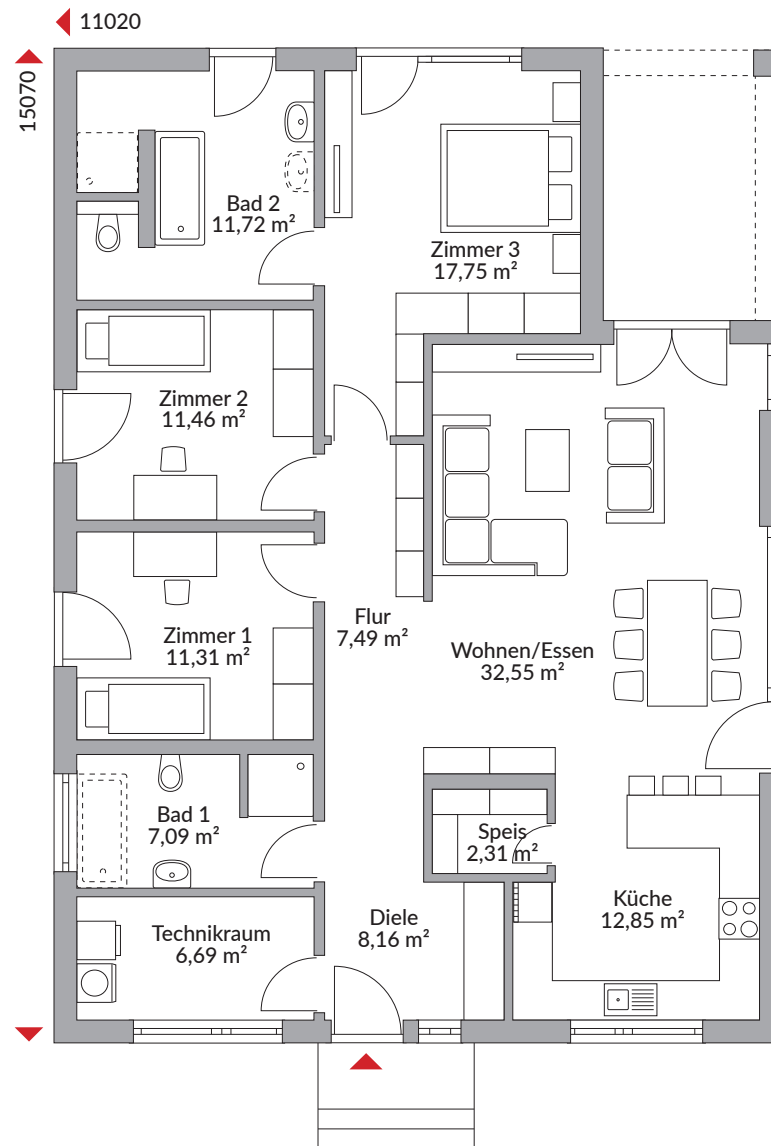 11020
15070
Bad 2
11,72 m²
Zimmer 3
17,75 m²
Zimmer 2
11,46 m²
Zimmer 1
11,31 m²
Flur
7,49 m²
Wohnen/Essen
32,55 m²
Bad 1
7,09 m²
Speis
2,31 m²
Küche
12,85 m²
Technikraum
6,69 m²
Diele
8,16 m²